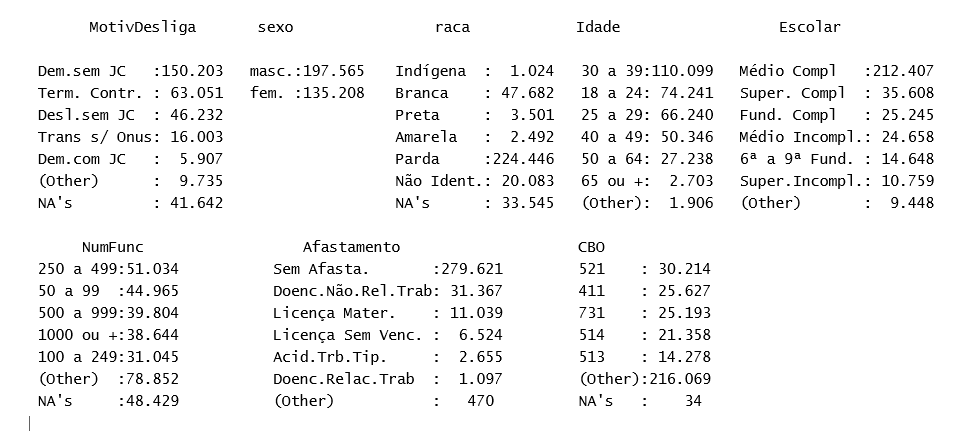 MotivDesliga sexo raca Idade Escolar
Dem.sem JC :150.203 masc.:197.565 Indígena : 1.024 30 a 39:110.099 Médio Compl :212.407
Term. Contr. : 63.051 fem. :135.208 Branca : 47.682 18 a 24: 74.241 Super. Compl : 35.608
Desl.sem JC : 46.232 Preta : 3.501 25 a 29: 66.240 Fund. Compl : 25.245
Trans s/ Onus: 16.003 Amarela : 2.492 40 a 49: 50.346 Médio Incompl.: 24.658
Dem.com JC : 5.907 Parda :224.446 50 a 64: 27.238 6ª a 9ª Fund. : 14.648
(Other) : 9.735 Não Ident.: 20.083 65 ou +: 2.703 Super.Incompl.: 10.759
NA's : 41.642 NA's : 33.545 (Other): 1.906 (Other) : 9.448
NumFunc Afastamento CBO
250 a 499:51.034 Sem Afasta. :279.621 521 : 30.214
50 a 99 :44.965 Doenc.Não.Rel.Trab: 31.367 411 : 25.627
500 a 999:39.804 Licença Mater. : 11.039 731 : 25.193
1000 ou +:38.644 Licença Sem Venc. : 6.524 514 : 21.358
100 a 249:31.045 Acid.Trb.Tip. : 2.655 513 : 14.278
(Other) :78.852 Doenc.Relac.Trab : 1.097 (Other):216.069
NA's :48.429 (Other) : 470 NA's : 34